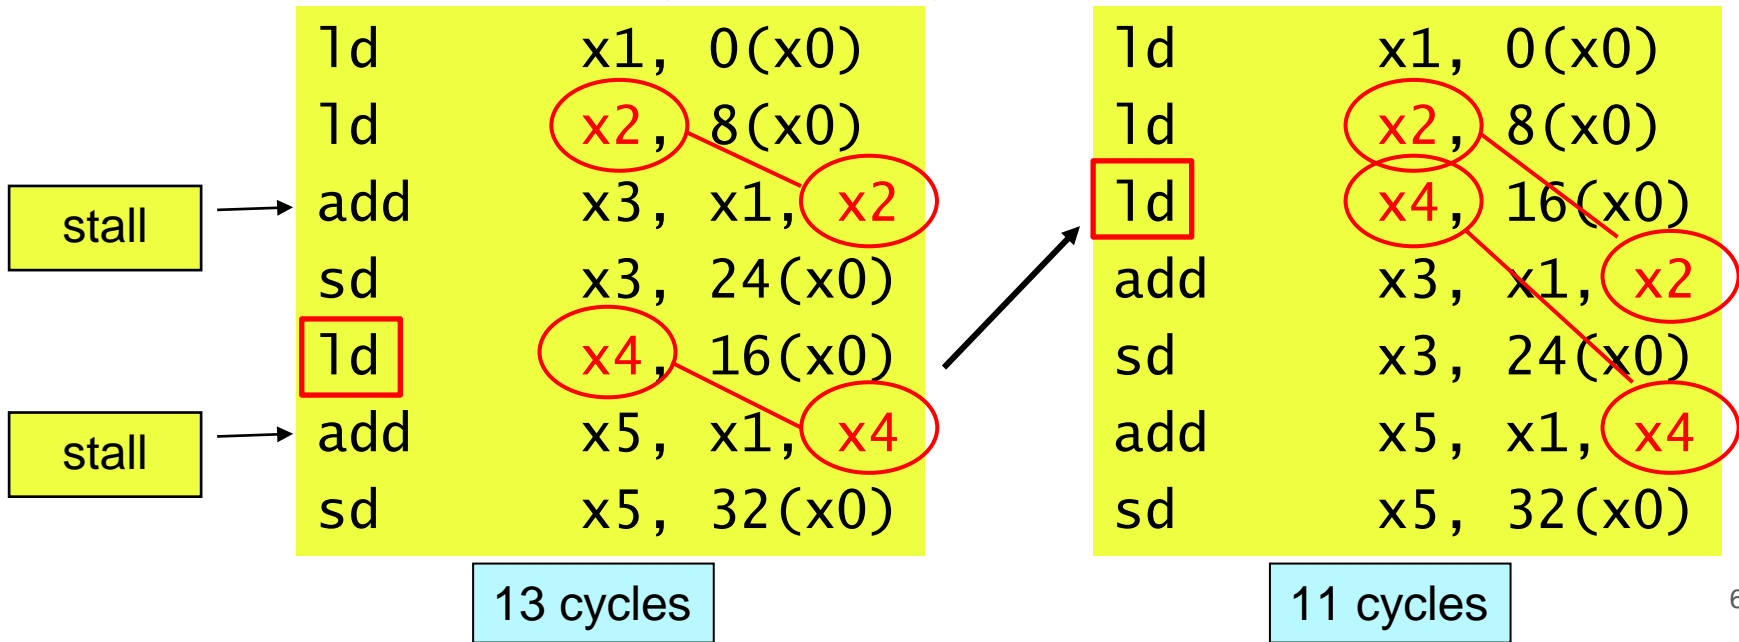 ld x1, 0(x0)
ld x2, 8(x0)
add x3, x1, x2
sd x3, 24(x0)
ld x4, 16(x0)
add x5, x1, x4
sd x5, 32(x0)
stall
stall
13 cycles
ld x1, 0(x0)
ld x2, 8(x0)
ld x4, 16(x0)
add x3, x1, x2
sd x3, 24(x0)
add x5, x1, x4
sd x5, 32(x0)
11 cycles